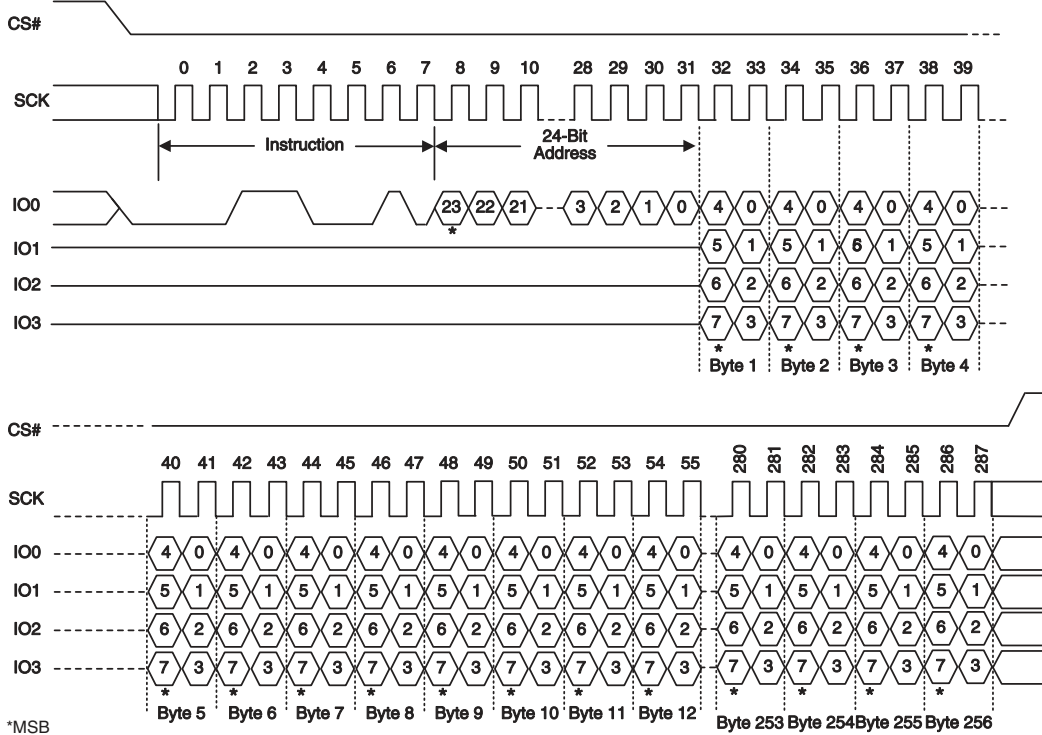 CS#
0 1 2 3 4 5 6 7 8 9 10 28 29 30 31 32 33 34 35 36 37 38 39
SCK
Instruction
24-Bit
Address
IO0 23 22 21 3 2 1 0 4 0 4 0 4 0 4 0
*
IO1 5 1 5 1 6 1 5 1
IO2 6 2 6 2 6 2 6 2
IO3 7 3 7 3 7 3 7 3
* * * *
Byte 1 Byte 2 Byte 3 Byte 4
CS#
40 41 42 43 44 45 46 47 48 49 50 51 52 53 54 55 280 281 282 283 284 285 286 287
SCK
IO0 4 0 4 0 4 0 4 0 4 0 4 0 4 0 4 0 4 0 4 0 4 0 4 0
IO1 5 1 5 1 5 1 5 1 5 1 5 1 5 1 5 1 5 1 5 1 5 1 5 1
IO2 6 2 6 2 6 2 6 2 6 2 6 2 6 2 6 2 6 2 6 2 6 2 6 2
IO3 7 3 7 3 7 3 7 3 7 3 7 3 7 3 7 3 7 3 7 3 7 3 7 3
* * * * * * * * * * * *
Byte 5 Byte 6 Byte 7 Byte 8 Byte 9 Byte 10 Byte 11 Byte 12 Byte 253 Byte 254 Byte 255 Byte 256
*MSB